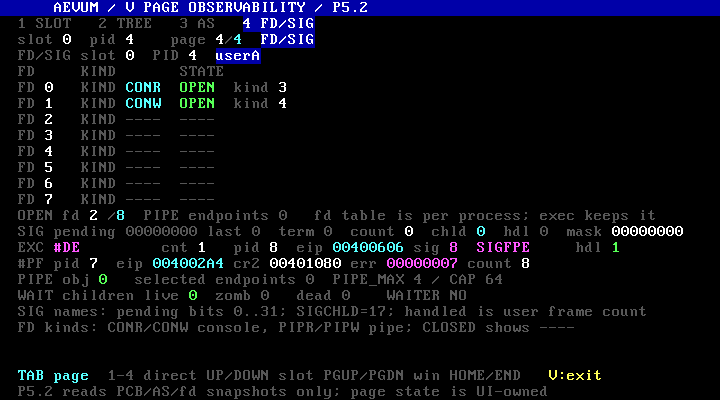 AEVUM / V PAGE OBSERVABILITY / P5.2
1 SLOT 2 TREE 3 AS 4 FD/SIG
slot 0 pid 4 page 4/4 FD/SIG
FD/SIG slot 0 PID 4 userA
FD KIND STATE
FD 0 KIND CONR OPEN kind 3
FD 1 KIND CONW OPEN kind 4
FD 2 KIND ---- ----
FD 3 KIND ---- ----
FD 4 KIND ---- ----
FD 5 KIND ---- ----
FD 6 KIND ---- ----
FD 7 KIND ---- ----
OPEN fd 2 /8 PIPE endpoints 0 fd table is per process; exec keeps it
SIG pending 00000000 last 0 term 0 count 0 chld 0 hdl 0 mask 00000000
EXC #DE cnt 1 pid 8 eip 00400606 sig 8 SIGFPE hdl 1
#PF pid 7 eip 004002A4 cr2 00401080 err 00000007 count 8
PIPE obj 0 selected endpoints 0 PIPE_MAX 4 / CAP 64
WAIT children live 0 zomb 0 dead 0 WAITER NO
SIG names: pending bits 0..31; SIGCHLD=17; handled is user frame count
FD kinds: CONR/CONW console, PIPR/PIPW pipe; CLOSED shows ----
TAB page 1-4 direct UP/DOWN slot PGUP/PGDN win HOME/END V:exit
P5.2 reads PCB/AS/fd snapshots only; page state is UI-owned